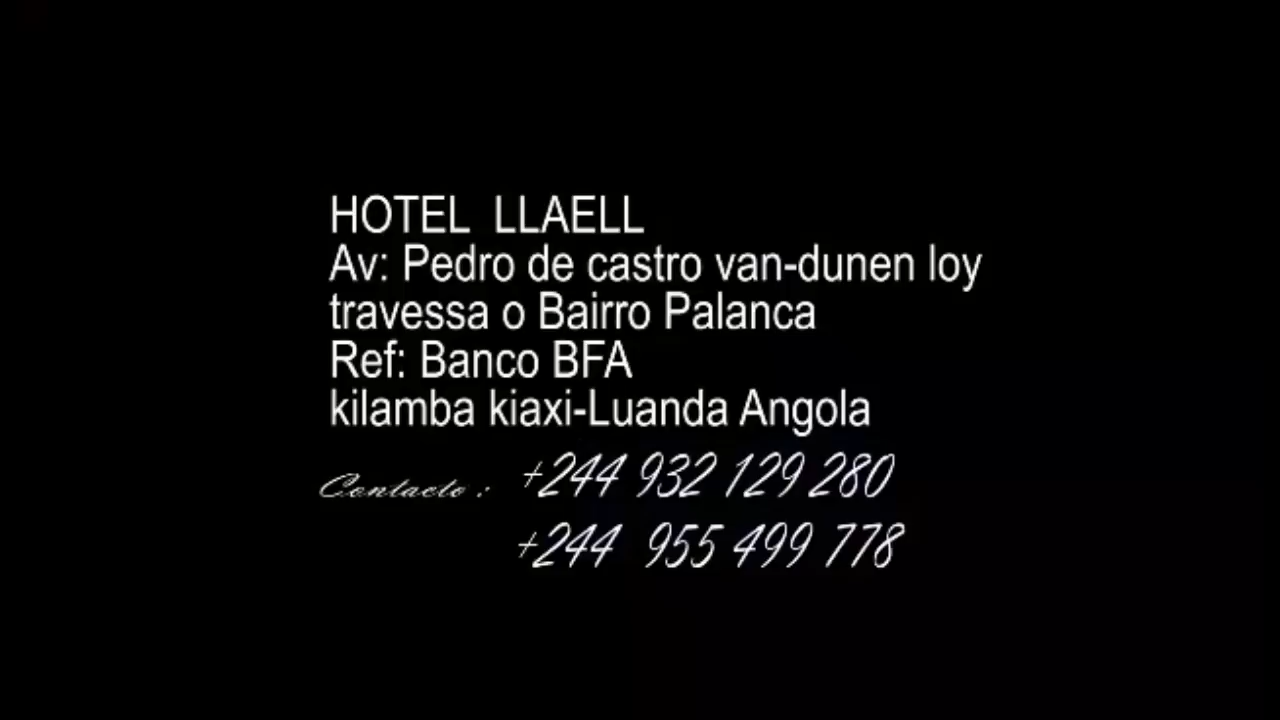 HOTEL LLAELL
Av: Pedro de castro van-dunen loy
travessa o Bairro Palanca
Ref: Banco BFA
kilamba kiaxi-Luanda Angola
Contacto : +244 932 129 280
+244 955 499 778